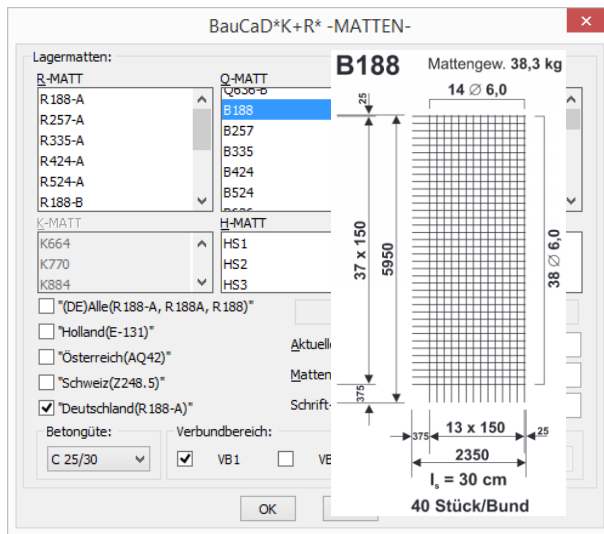 BauCaD*K+R* -MATTEN-
Lagermatten:
R-MATT
R188-A
R257-A
R335-A
R424-A
R524-A
R188-B
Q-MATT
Q636-B
B188
B257
B335
B424
B524
K-MATT
K664
K770
K884
H-MATT
HS1
HS2
HS3
"(DE)Alle(R188-A, R188A, R188)"
"Holland(E-131)"
"Österreich(AQ42)"
"Schweiz(Z248.5)"
"Deutschland(R188-A)"
Aktuell
Matten
Schrift-
Betongüte:
C 25/30
Verbundbereich:
VB1
OK
B188 Mattengew. 38,3 kg
14 ∅ 6,0
25
37 x 150
5950
38 ∅ 6,0
375
375 13 x 150 25
2350
ls = 30 cm
40 Stück/Bund